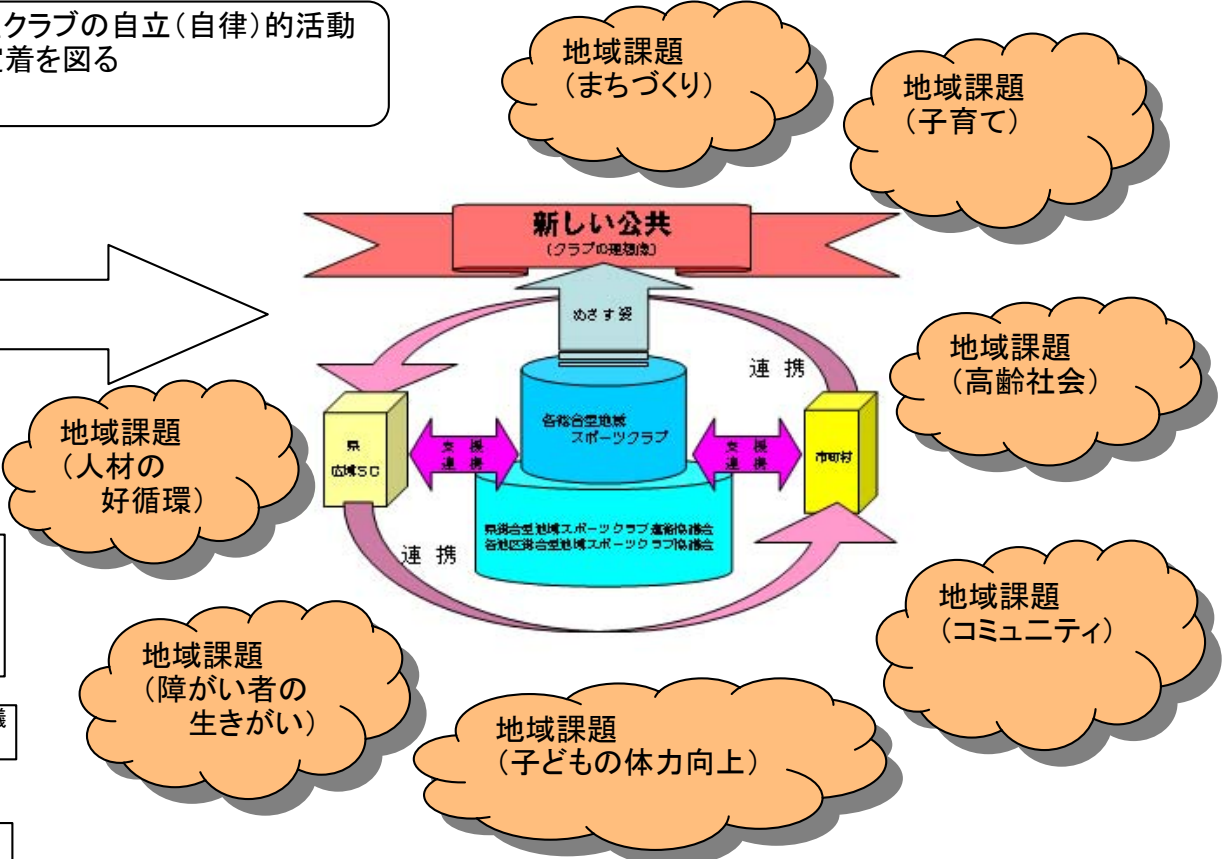 クラブの自立(自律)的活動
着を図る
地域課題
(まちづくり)
地域課題
(子育て)
新しい公共
(クラブの理想像)
めざす姿
連 携
地域課題
(高齢社会)
各総合型地域
スポーツクラブ
県
広域SC
支 援
連 携
支 援
連 携
市町村
地域課題
(人材の
好循環)
県総合型地域スポーツクラブ連絡協議会
各地区総合型地域スポーツクラブ協議会
連 携
地域課題
(コミュニティ)
地域課題
(障がい者の
生きがい)
地域課題
(子どもの体力向上)